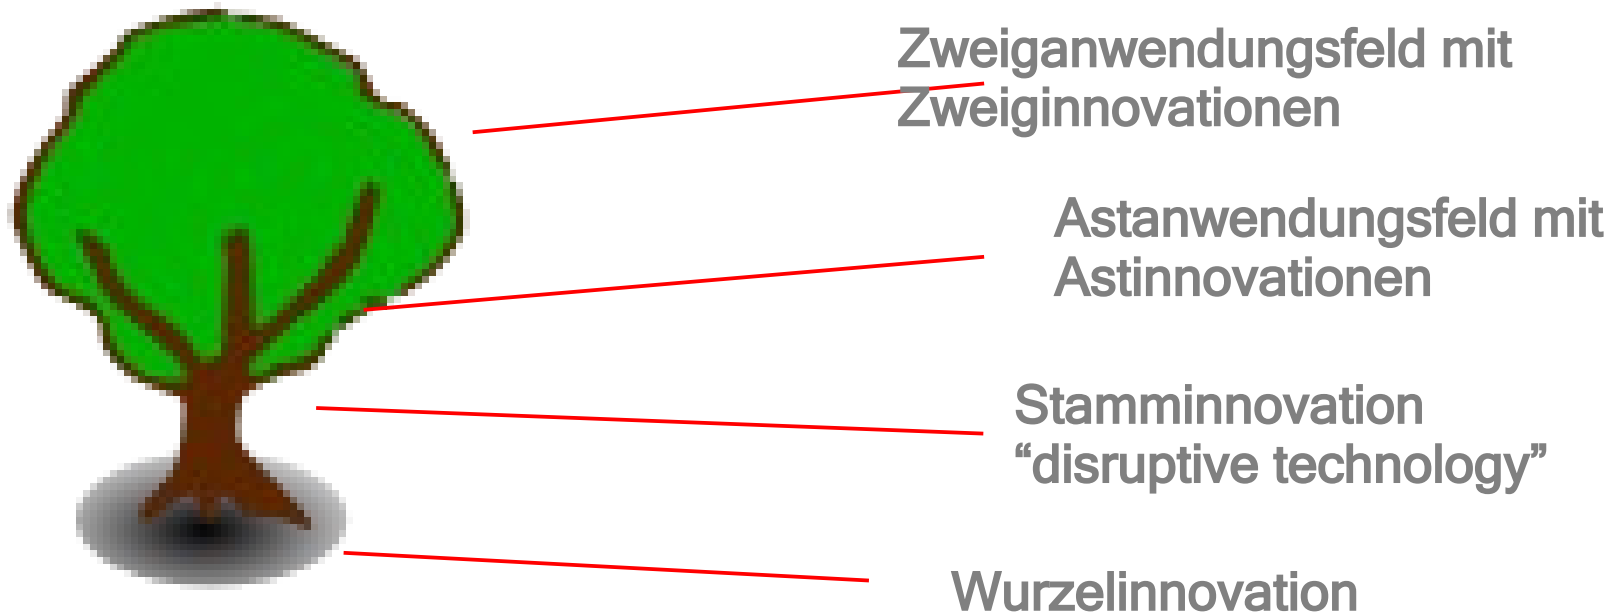 Zweiganwendungsfeld mit
Zweiginnovationen
Astanwendungsfeld mit
Astinnovationen
Stamminnovation
“disruptive technology”
Wurzelinnovation